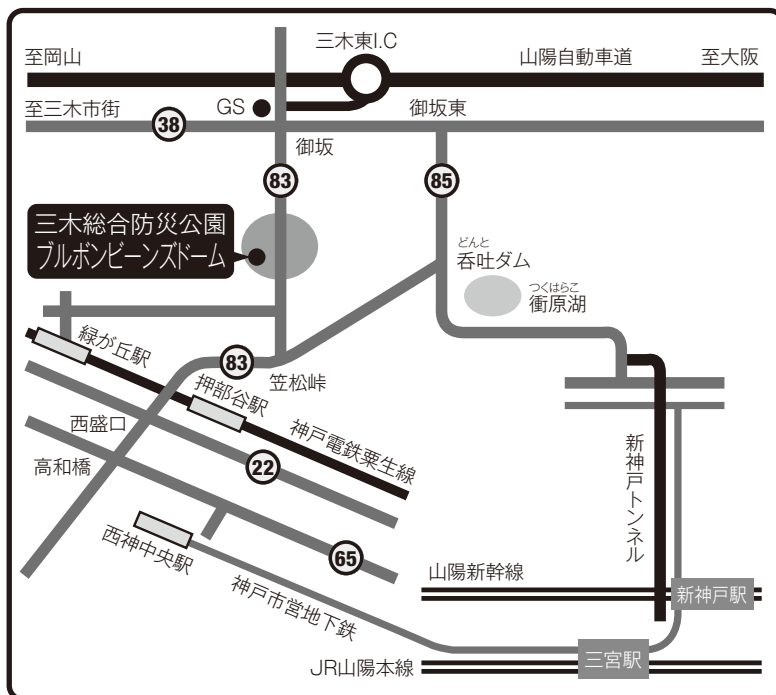 三木東I.C
至岡山
山陽自動車道
至大阪
至三木市街
GS
御坂東
38
御坂
83
85
三木総合防災公園
ブルボンビーンズドーム
どんと
呑吐ダム
つくはらこ
衝原湖
緑が丘駅
83
笠松峠
押部谷駅
西盛口
神戸電鉄粟生線
高和橋
22
新神戸トンネル
65
西神中央駅
神戸市営地下鉄
山陽新幹線
新神戸駅
三宮駅
JR山陽本線